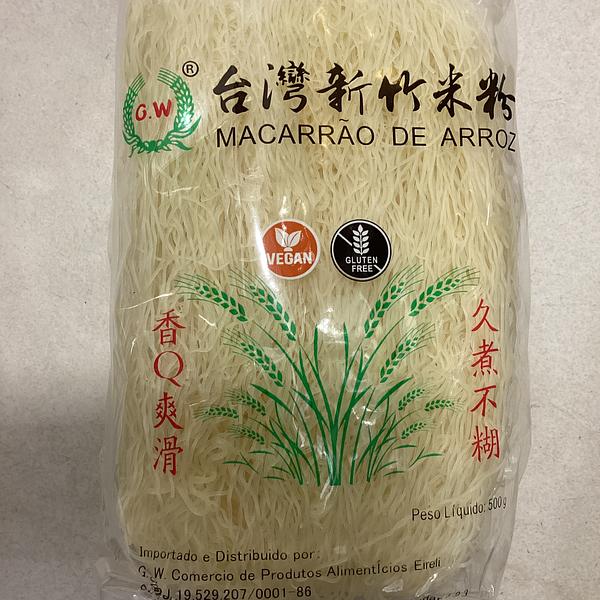 G.W ®
台灣新竹米粉
MACARRÃO DE ARROZ
VEGAN
GLUTEN
FREE
香Q爽滑
久煮不糊
Peso Líquido: 500g
Importado e Distribuido por:
G.W. Comercio de Produtos Alimentícios Eireli
19.529.207/0001-86